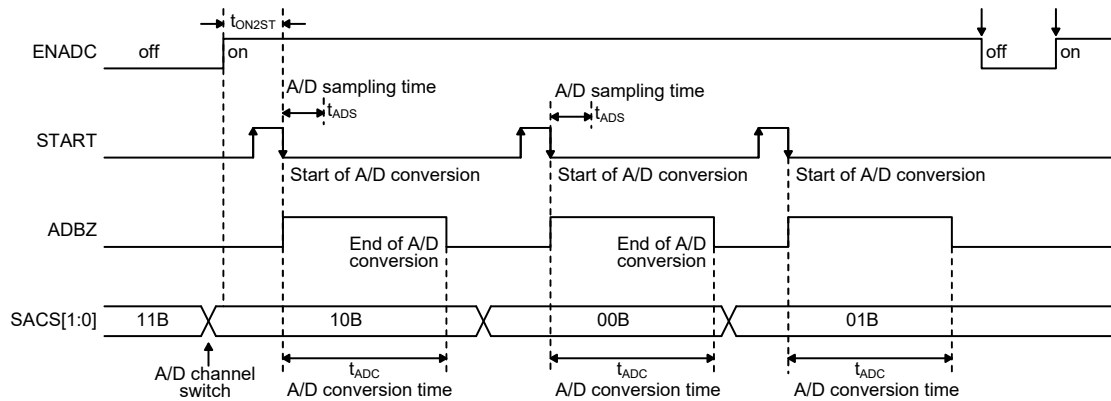 tON2ST
ENADC off on off on
A/D sampling time A/D sampling time
tADS tADS
START
Start of A/D conversion Start of A/D conversion Start of A/D conversion
ADBZ
End of A/D conversion End of A/D conversion
SACS[1:0] 11B 10B 00B 01B
A/D channel switch
tADC tADC tADC
A/D conversion time A/D conversion time A/D conversion time